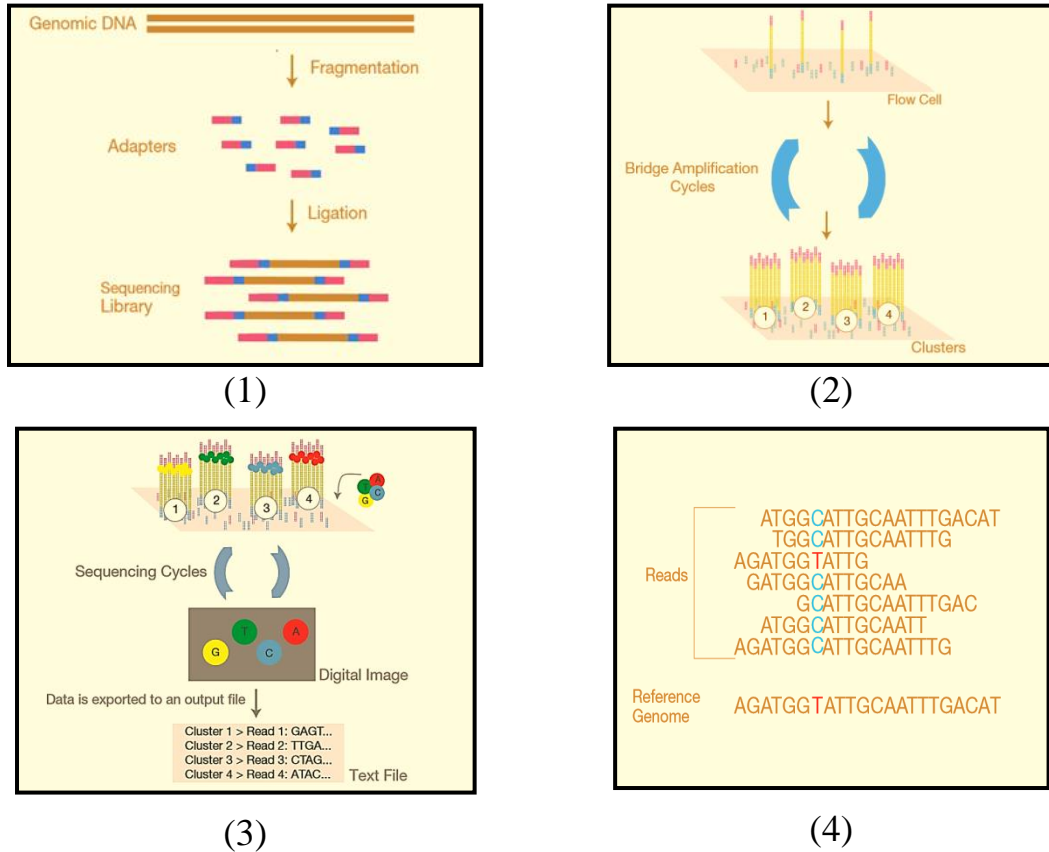 Genomic DNA
Fragmentation
Adapters
Ligation
Sequencing
Library
(1)
Flow Cell
Bridge Amplification
Cycles
1
2
3
4
Clusters
(2)
1
2
3
4
A
T
C
G
Sequencing Cycles
T
A
G
C
Digital Image
Data is exported to an output file
Cluster 1 > Read 1: GAGT...
Cluster 2 > Read 2: TTGA...
Cluster 3 > Read 3: CTAG...
Cluster 4 > Read 4: ATAC...
Text File
(3)
ATGGCATTGCAATTTGACAT
TGGCATTGCAATTTG
AGATGGTATTG
Reads
GATGGCATTGCAA
GCATTGCAATTTGAC
ATGGCATTGCAATT
AGATGGCATTGCAATTTG
Reference
Genome
AGATGGTATTGCAATTTGACAT
(4)